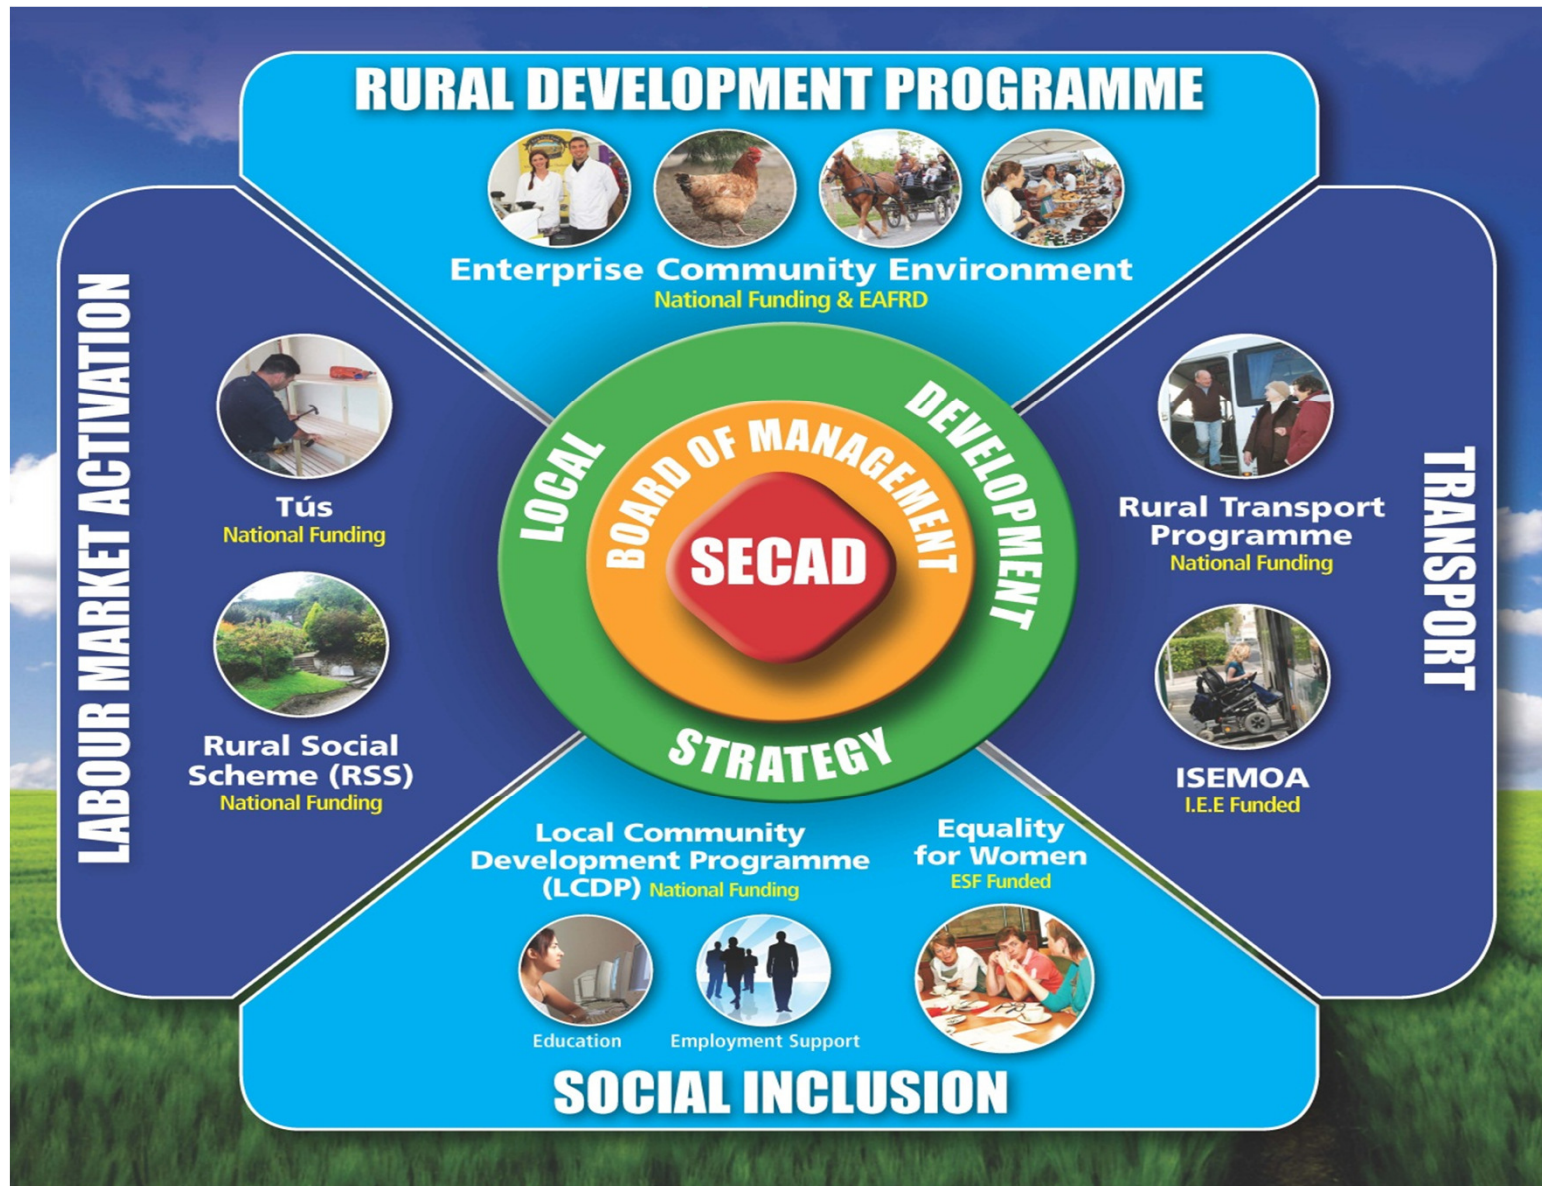 RURAL DEVELOPMENT PROGRAMME
Enterprise Community Environment
National Funding & EAFRD
LABOUR MARKET ACTIVATION
Tús
National Funding
Rural Social
Scheme (RSS)
National Funding
LOCAL
DEVELOPMENT
STRATEGY
BOARD OF MANAGEMENT
SECAD
TRANSPORT
Rural Transport
Programme
National Funding
ISEMOA
I.E.E Funded
Local Community
Development Programme
(LCDP) National Funding
Education
Employment Support
Equality
for Women
ESF Funded
SOCIAL INCLUSION